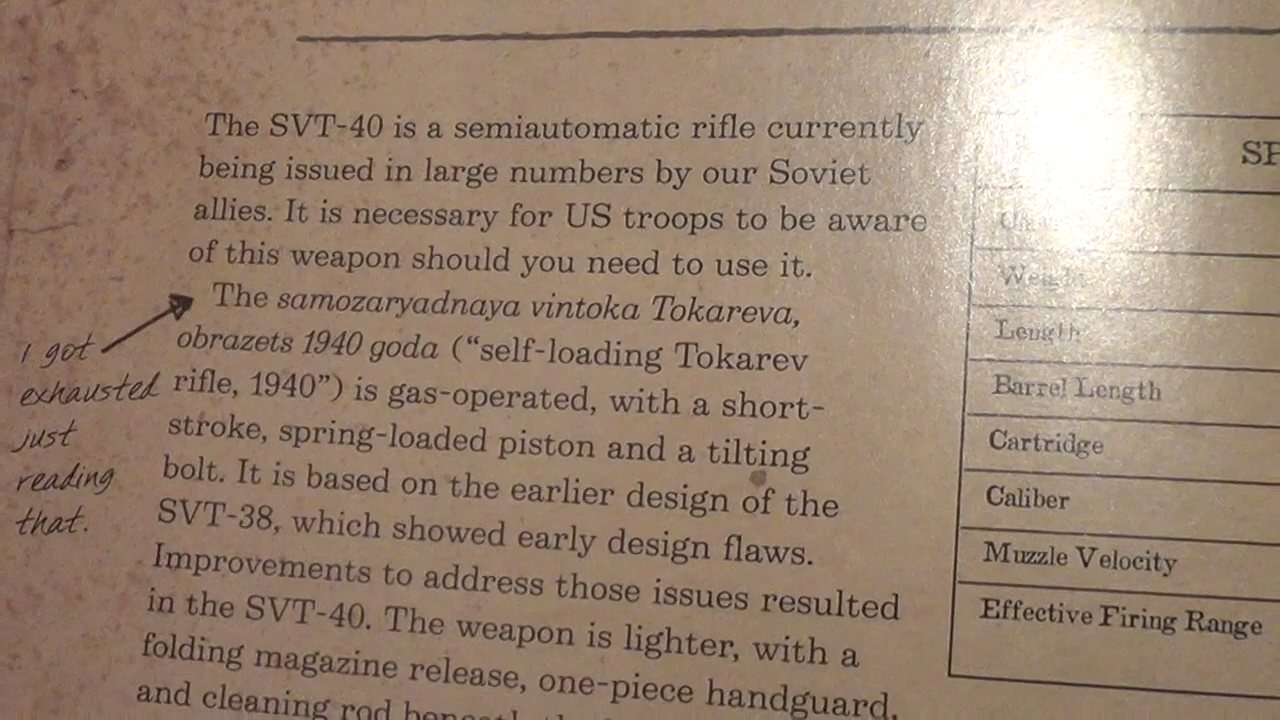 The SVT-40 is a semiautomatic rifle currently
being issued in large numbers by our Soviet
allies. It is necessary for US troops to be aware
of this weapon should you need to use it.
The samozaryadnaya vintoka Tokareva,
obrazets 1940 goda ("self-loading Tokarev
rifle, 1940") is gas-operated, with a short-
stroke, spring-loaded piston and a tilting
bolt. It is based on the earlier design of the
SVT-38, which showed early design flaws.
Improvements to address those issues resulted
in the SVT-40. The weapon is lighter, with a
folding magazine release, one-piece handguard,
and cleaning rod beneath
I got
exhausted
just
reading
that.
Weight
Length
Barrel Length
Cartridge
Caliber
Muzzle Velocity
Effective Firing Range